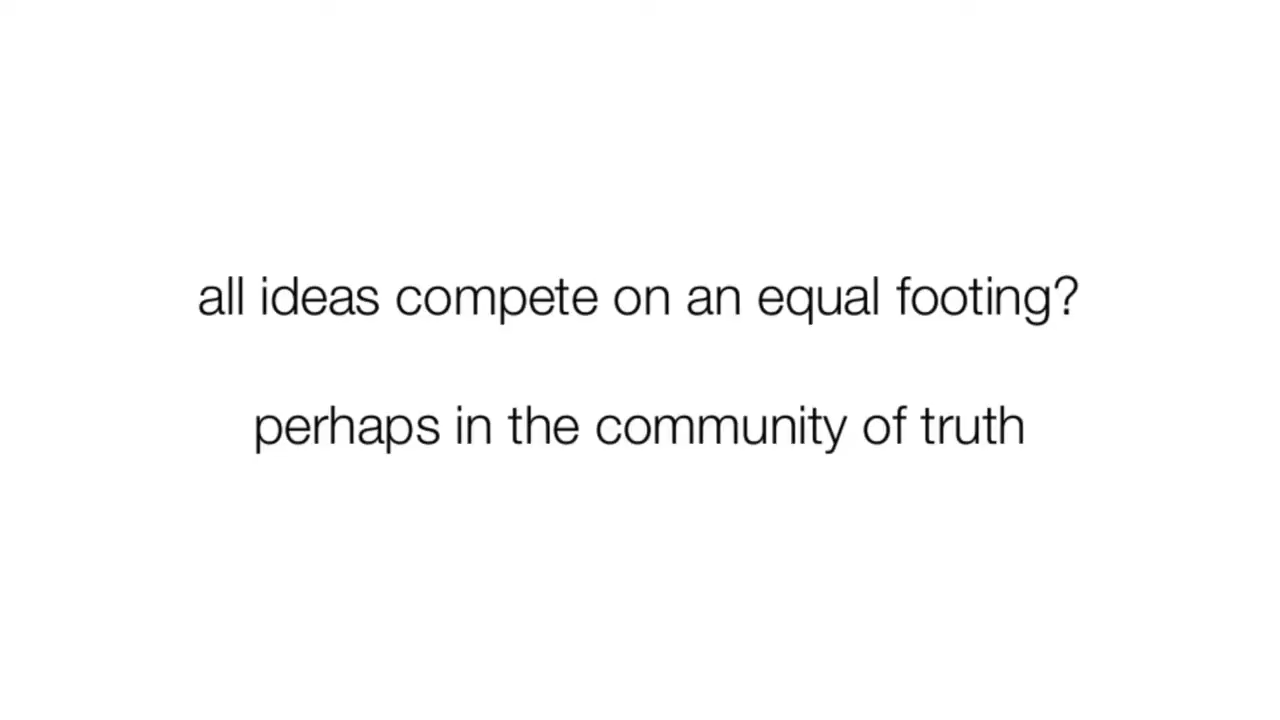 all ideas compete on an equal footing?
perhaps in the community of truth